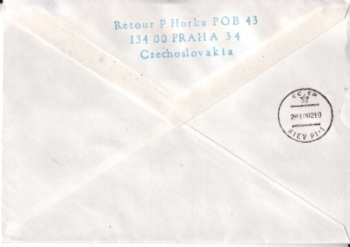 Retour P Horka POB 43
134 00 PRAHA 34
Czechoslovakia